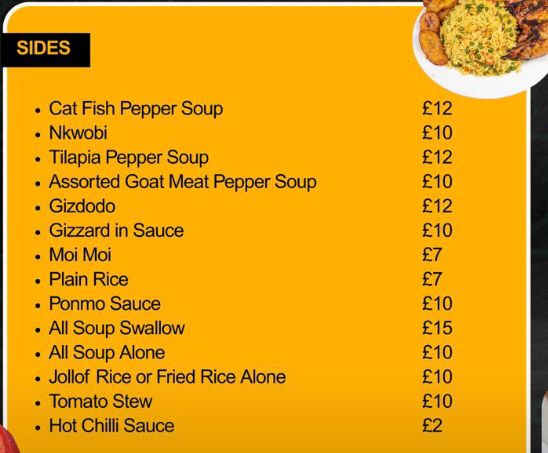 SIDES
• Cat Fish Pepper Soup £12
• Nkwobi £10
• Tilapia Pepper Soup £12
• Assorted Goat Meat Pepper Soup £10
• Gizdodo £12
• Gizzard in Sauce £10
• Moi Moi £7
• Plain Rice £7
• Ponmo Sauce £10
• All Soup Swallow £15
• All Soup Alone £10
• Jollof Rice or Fried Rice Alone £10
• Tomato Stew £10
• Hot Chilli Sauce £2